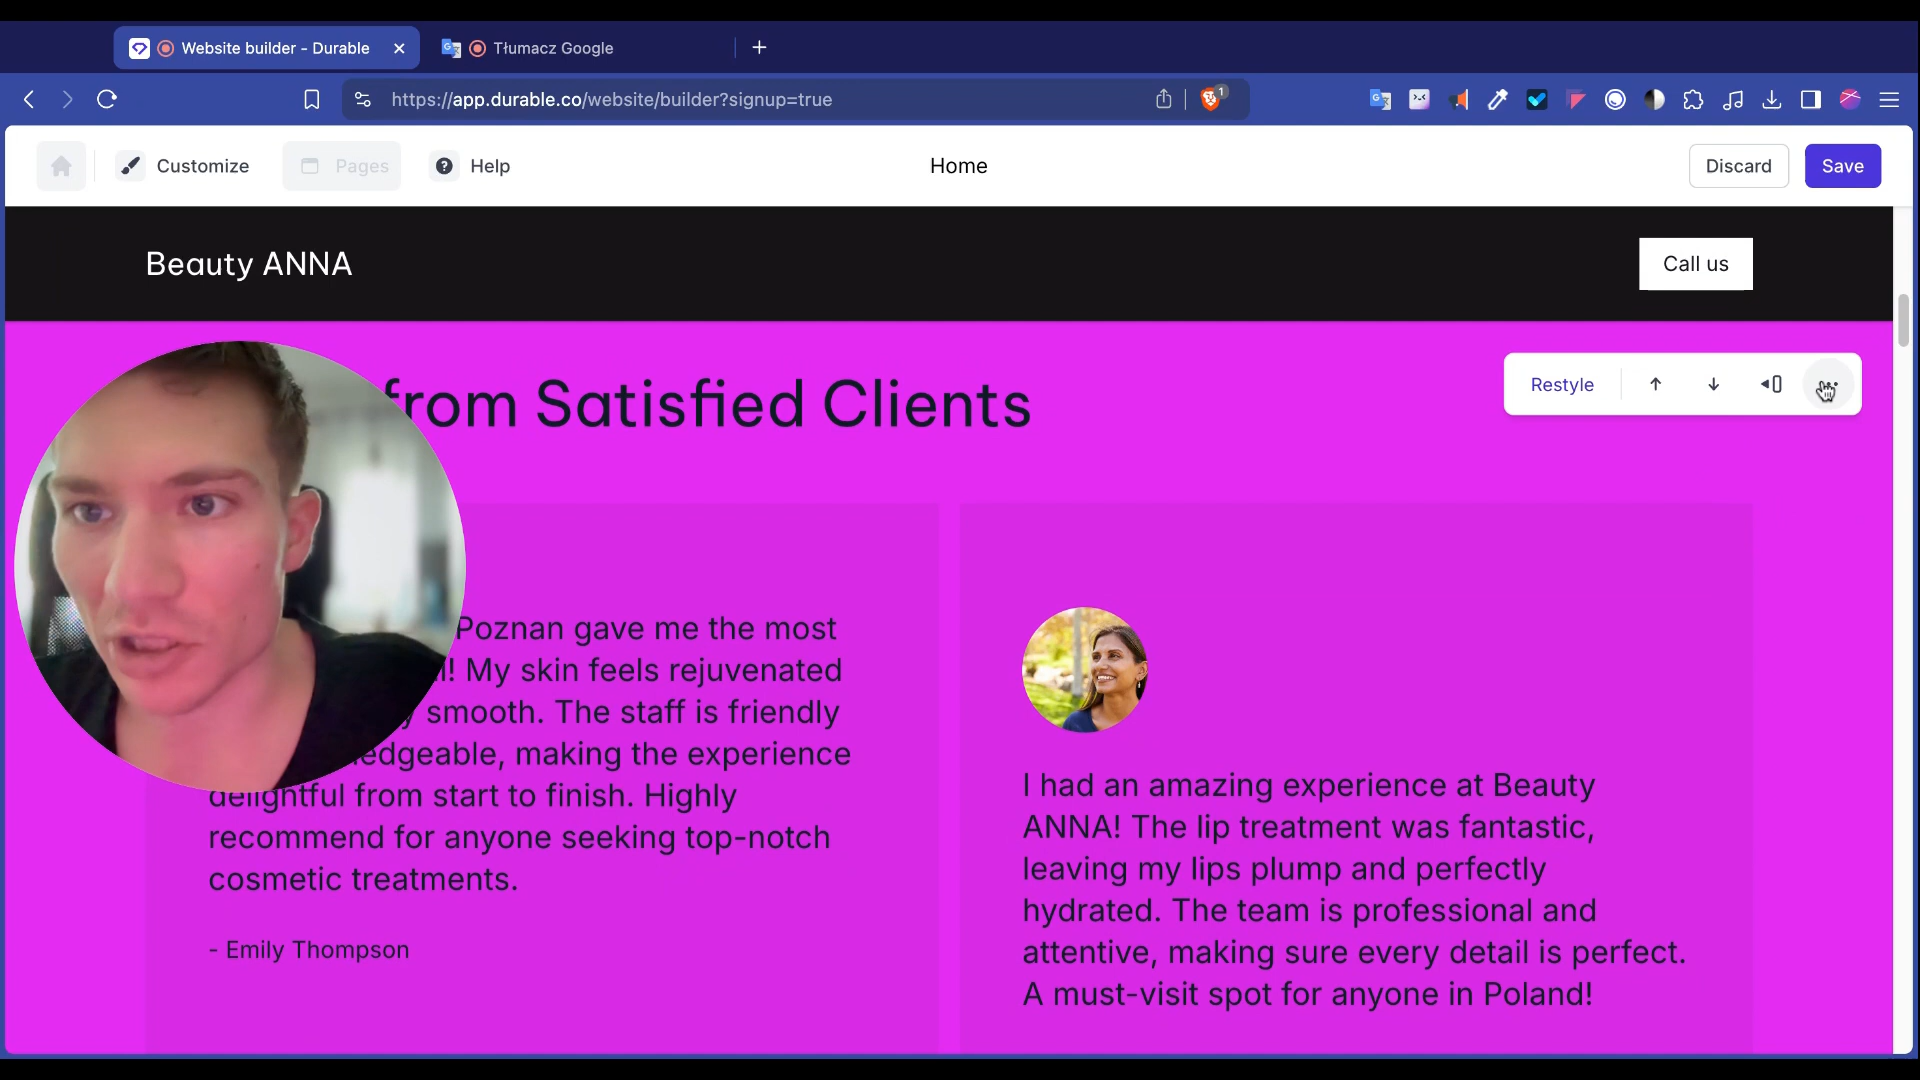 Website builder - Durable
Tłumacz Google
https://app.durable.co/website/builder?signup=true
1
Customize
Pages
Help
Home
Discard
Save
Beauty ANNA
Call us
from Satisfied Clients
Restyle
Poznan gave me the most
! My skin feels rejuvenated
smooth. The staff is friendly
ledgeable, making the experience
delightful from start to finish. Highly
recommend for anyone seeking top-notch
cosmetic treatments.
- Emily Thompson
I had an amazing experience at Beauty
ANNA! The lip treatment was fantastic,
leaving my lips plump and perfectly
hydrated. The team is professional and
attentive, making sure every detail is perfect.
A must-visit spot for anyone in Poland!